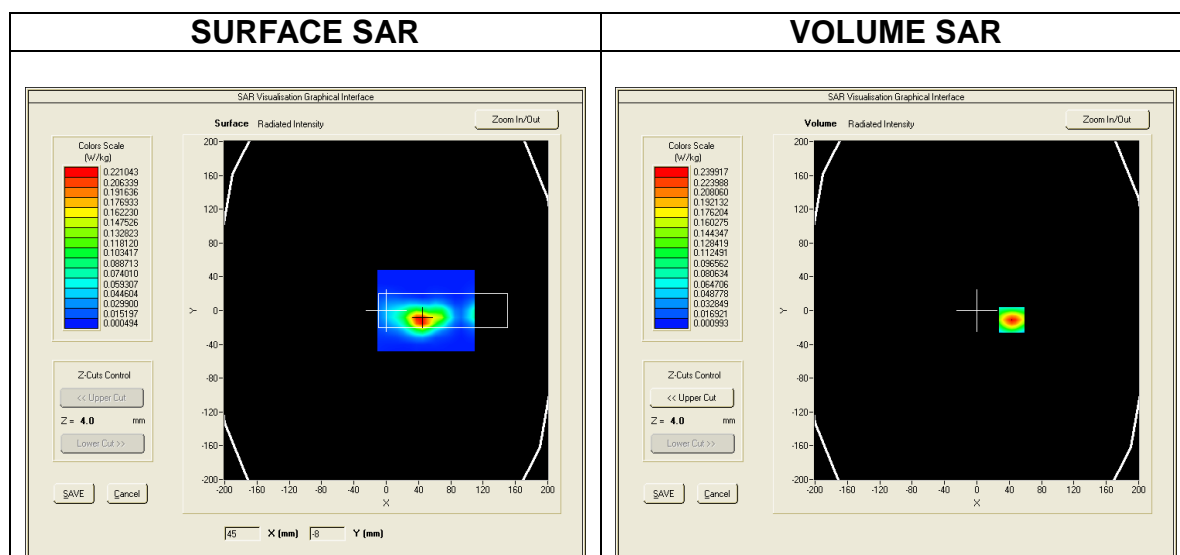 SURFACE SAR
VOLUME SAR
SAR Visualisation Graphical Interface
Surface Radiated Intensity
Zoom In/Out
Colors Scale
(W/kg)
0.221043
0.206339
0.191636
0.176933
0.162230
0.147526
0.132823
0.118120
0.103417
0.088713
0.074010
0.059307
0.044604
0.029900
0.015197
0.000494
200
160
120
80
40
0
-40
-80
-120
-160
-200
Y
-200 -160 -120 -80 -40 0 40 80 120 160 200
X
Z-Cuts Control
<< Upper Cut
Z = 4.0 mm
Lower Cut >>
SAVE Cancel
45 X (mm) -8 Y (mm)
SAR Visualisation Graphical Interface
Volume Radiated Intensity
Zoom In/Out
Colors Scale
(W/kg)
0.239917
0.223988
0.208060
0.192132
0.176204
0.160275
0.144347
0.128419
0.112491
0.096562
0.080634
0.064706
0.048778
0.032849
0.016921
0.000993
200
160
120
80
40
0
-40
-80
-120
-160
-200
Y
-200 -160 -120 -80 -40 0 40 80 120 160 200
X
Z-Cuts Control
<< Upper Cut
Z = 4.0 mm
Lower Cut >>
SAVE Cancel